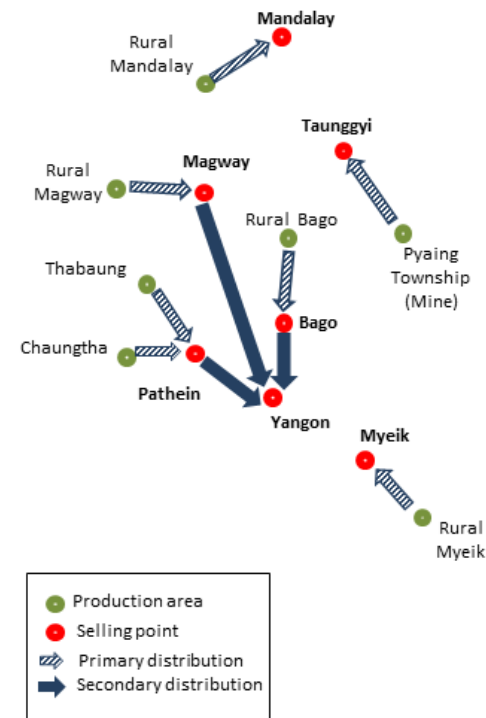 Mandalay
Rural
Mandalay
Taunggyi
Magway
Rural
Magway
Rural Bago
Pyaing
Township
(Mine)
Thabaung
Bago
Chaungtha
Pathein
Yangon
Myeik
Rural
Myeik
Production area
Selling point
Primary distribution
Secondary distribution